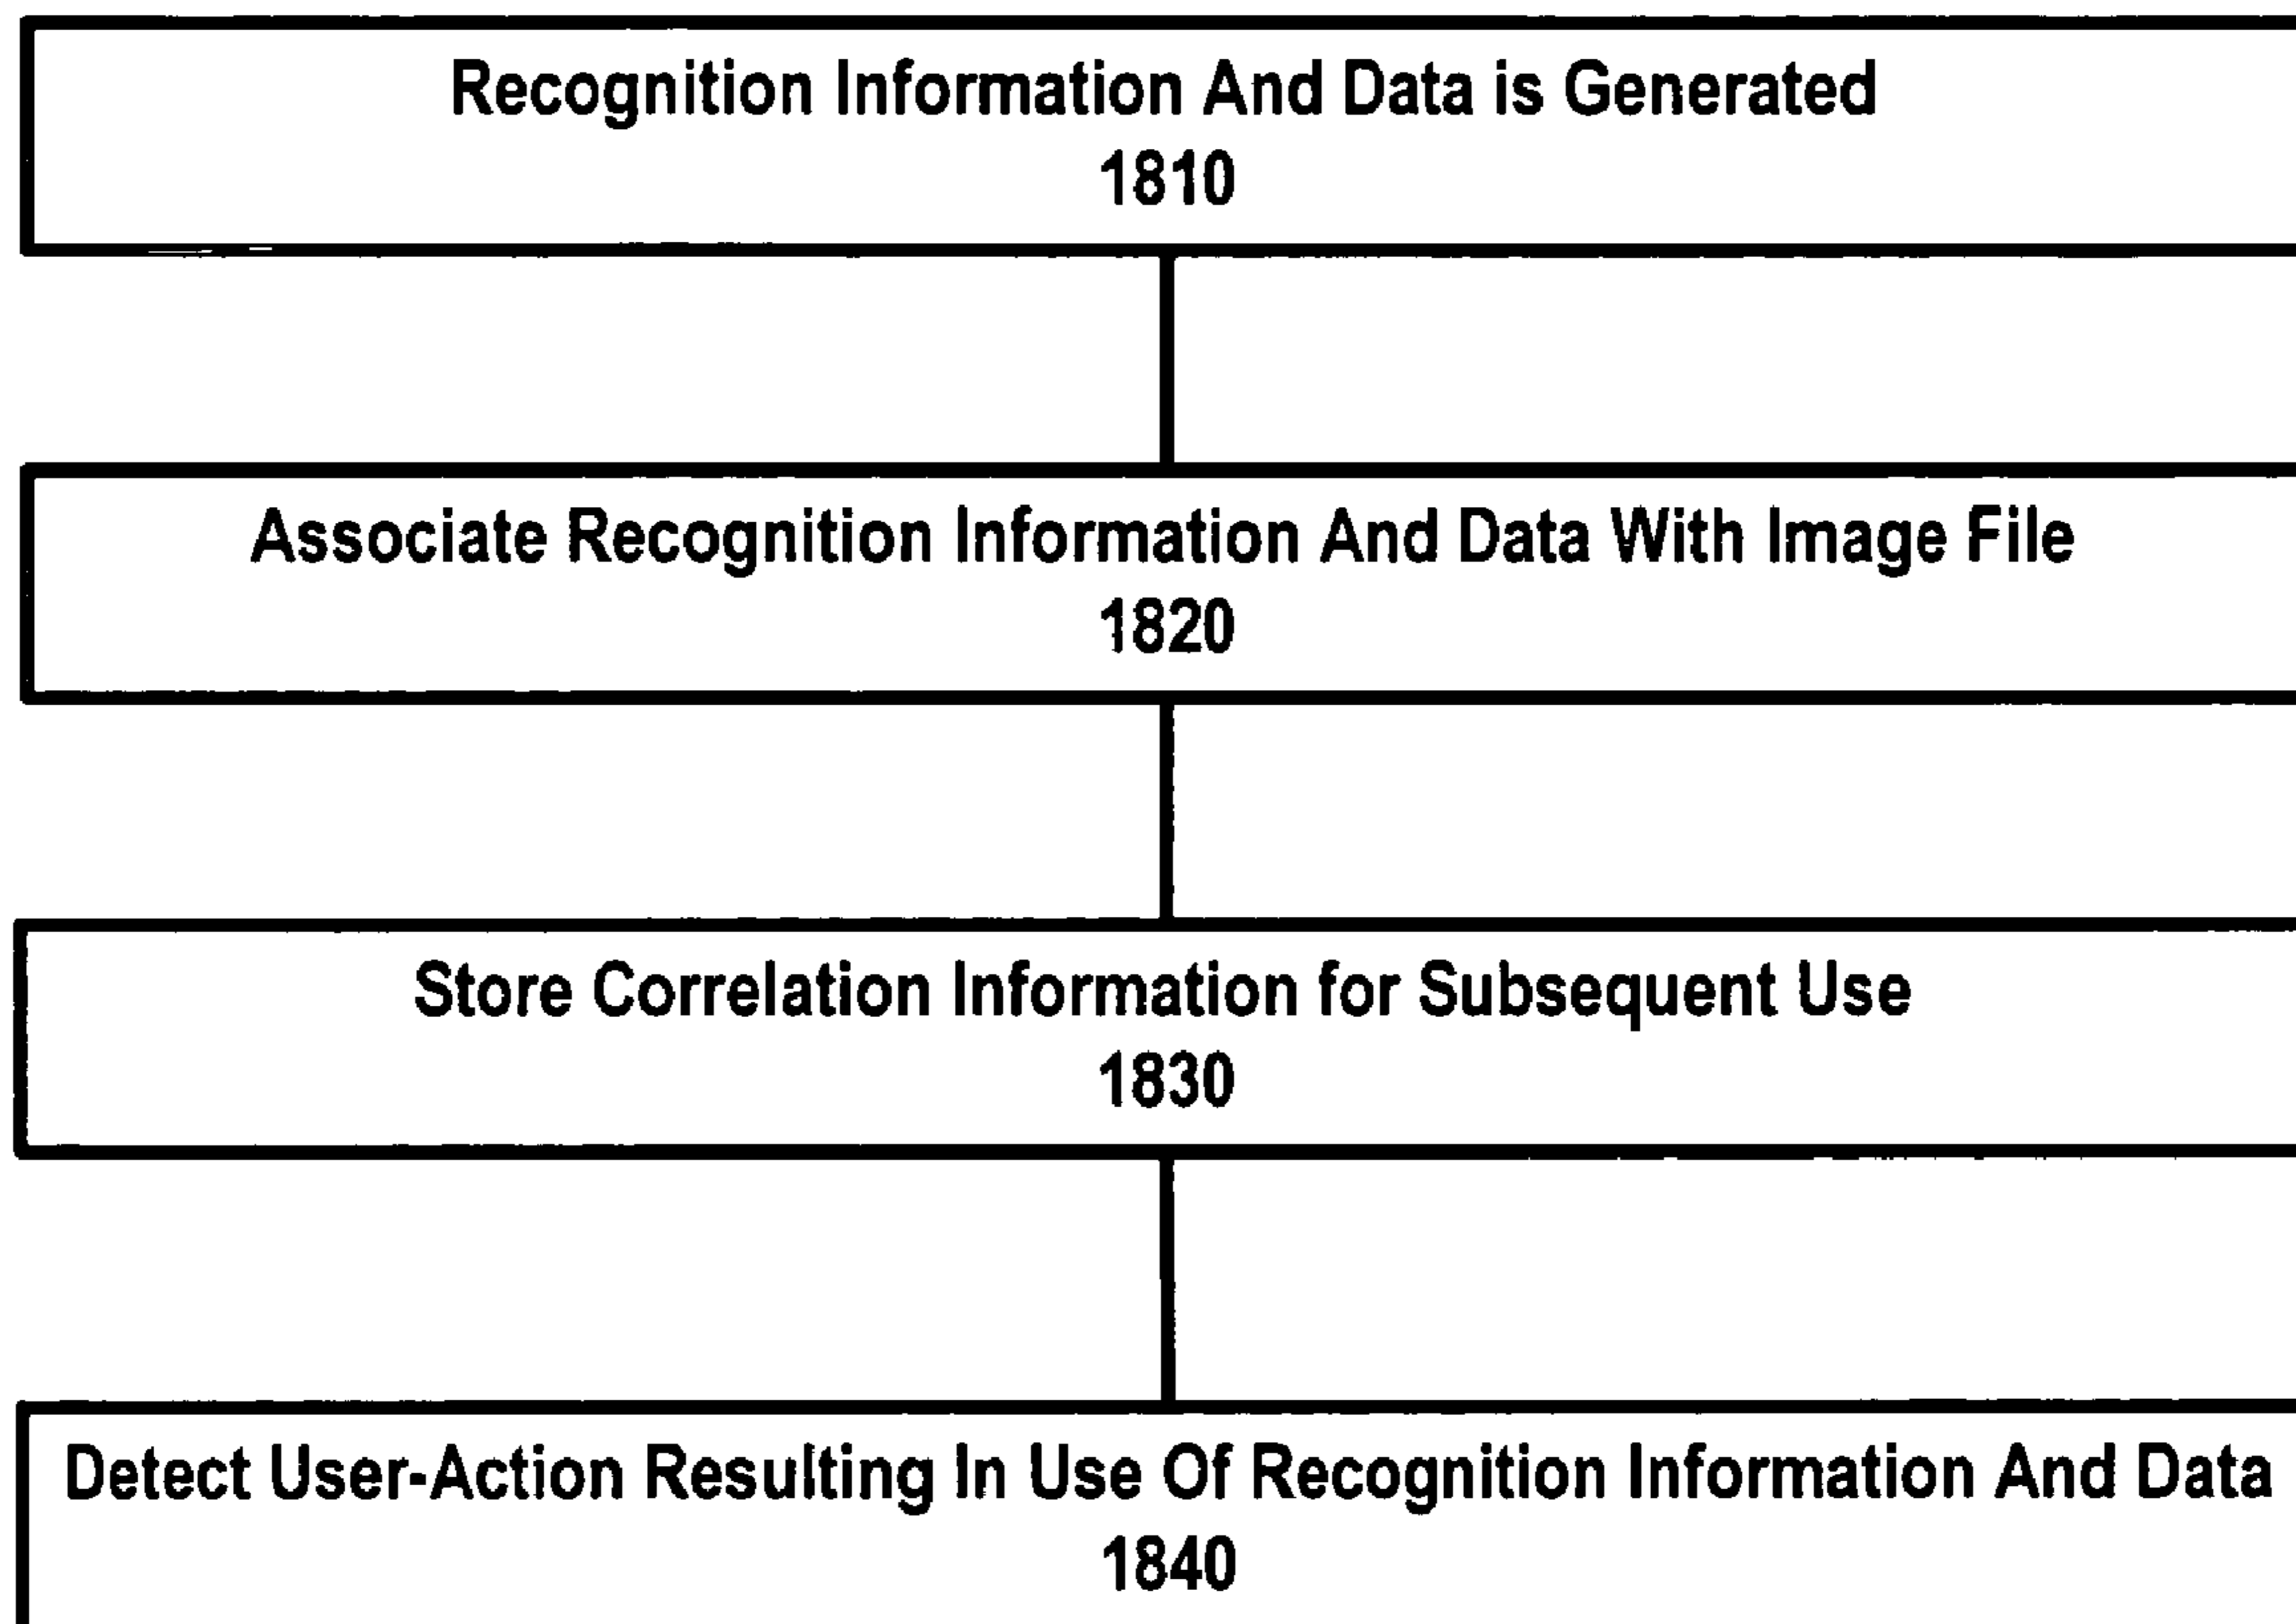 Recognition Information And Data is Generated
1810
Associate Recognition Information And Data With Image File
1820
Store Correlation Information for Subsequent Use
1830
Detect User-Action Resulting In Use Of Recognition Information And Data
1840